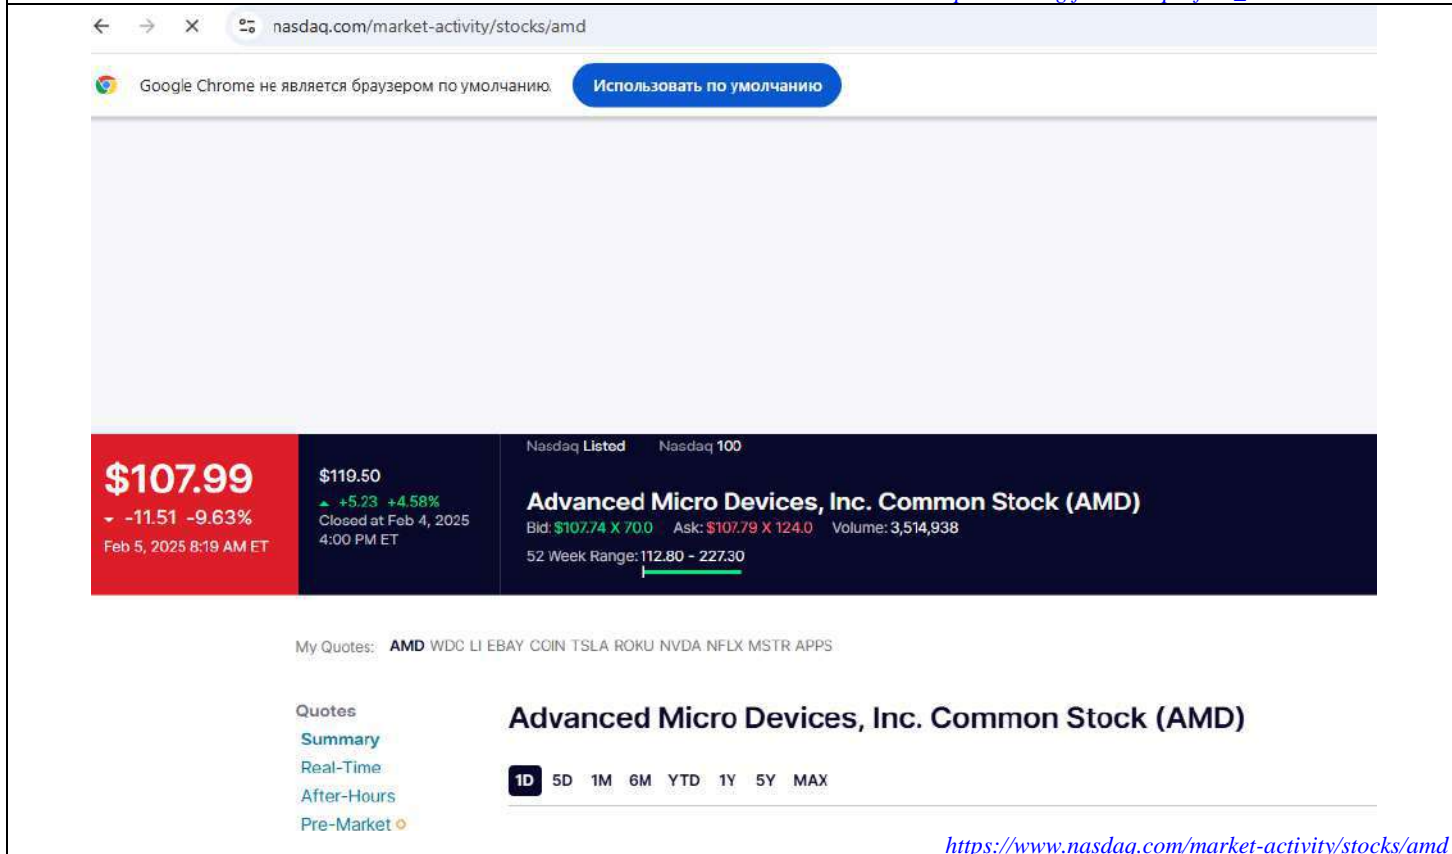 nasdaq.com/market-activity/stocks/amd
Google Chrome не является браузером по умолчанию. Использовать по умолчанию
Nasdaq Listed Nasdaq 100
$107.99
-11.51 -9.63%
Feb 5, 2025 8:19 AM ET
$119.50
+5.23 +4.58%
Closed at Feb 4, 2025
4:00 PM ET
Advanced Micro Devices, Inc. Common Stock (AMD)
Bid: $107.74 X 70.0 Ask: $107.79 X 124.0 Volume: 3,514,938
52 Week Range: 112.80 - 227.30
My Quotes: AMD WDC LI EBAY COIN TSLA ROKU NVDA NFLX MSTR APPS
Quotes
Summary
Real-Time
After-Hours
Pre-Market
Advanced Micro Devices, Inc. Common Stock (AMD)
1D 5D 1M 6M YTD 1Y 5Y MAX
https://www.nasdaq.com/market-activity/stocks/amd